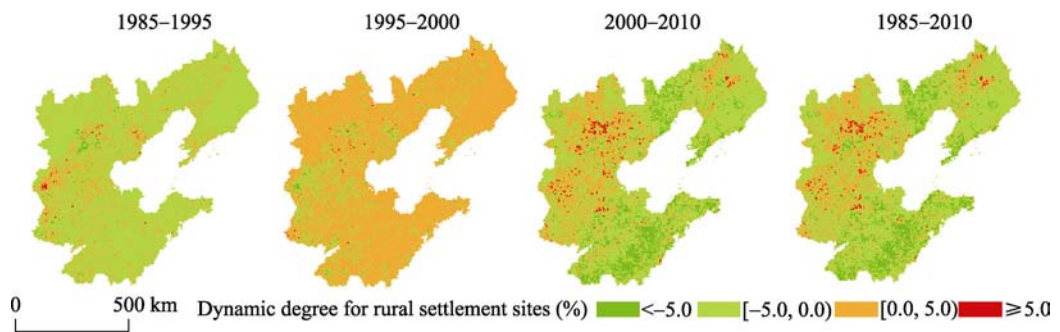 1985–1995 1995–2000 2000–2010 1985–2010
0 500 km Dynamic degree for rural settlement sites (%) <–5.0 [–5.0, 0.0) [0.0, 5.0) ⩾5.0